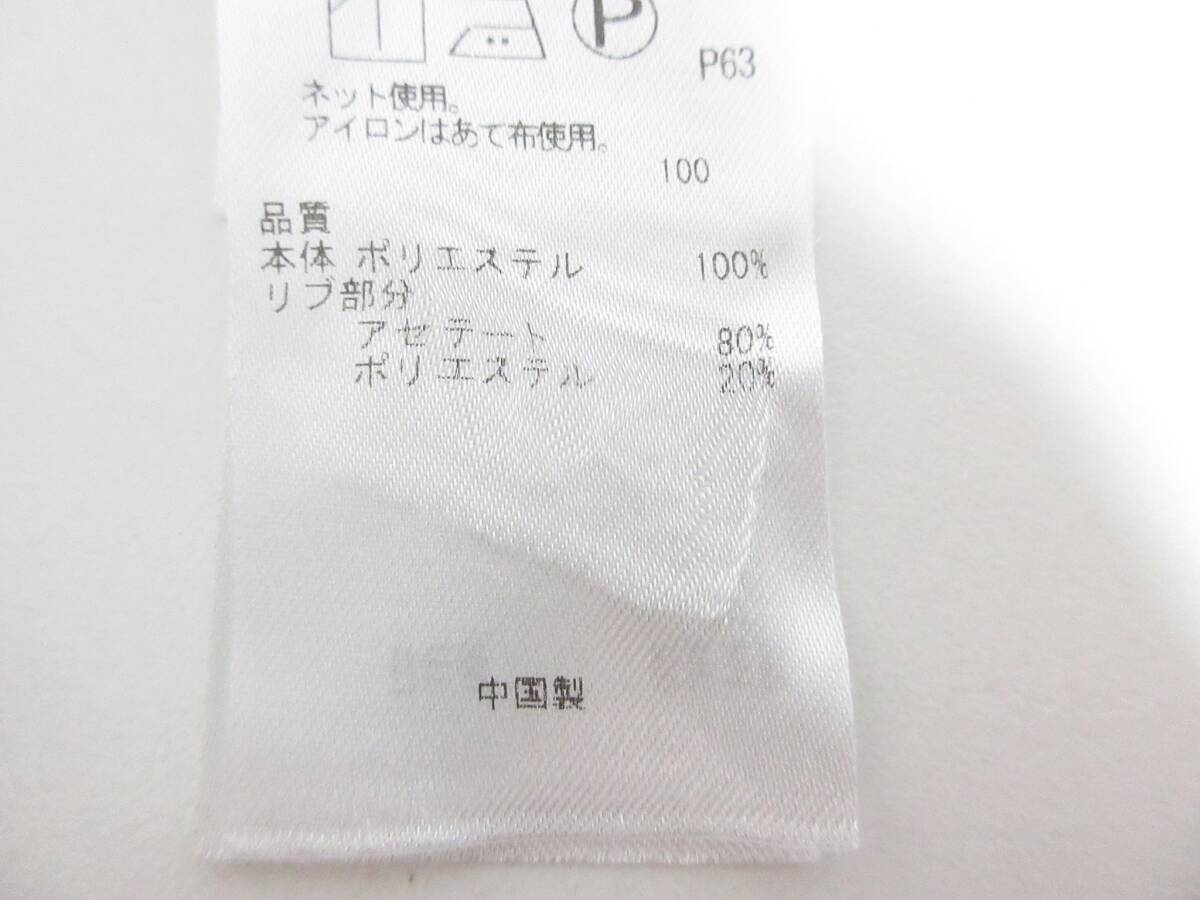 P
P63
ネット使用。
アイロンはあて布使用。
100
品質
本体 ポリエステル 100%
リブ部分
アセテート 80%
ポリエステル 20%
中国製